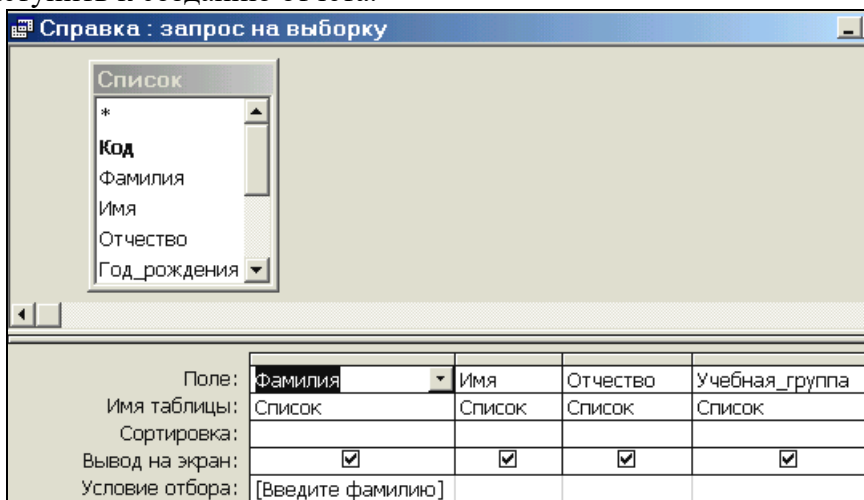 Справка : запрос на выборку
Список
*
Код
Фамилия
Имя
Отчество
Год_рождения
Поле: Фамилия Имя Отчество Учебная_группа
Имя таблицы: Список Список Список Список
Сортировка:
Вывод на экран:
Условие отбора: [Введите фамилию]